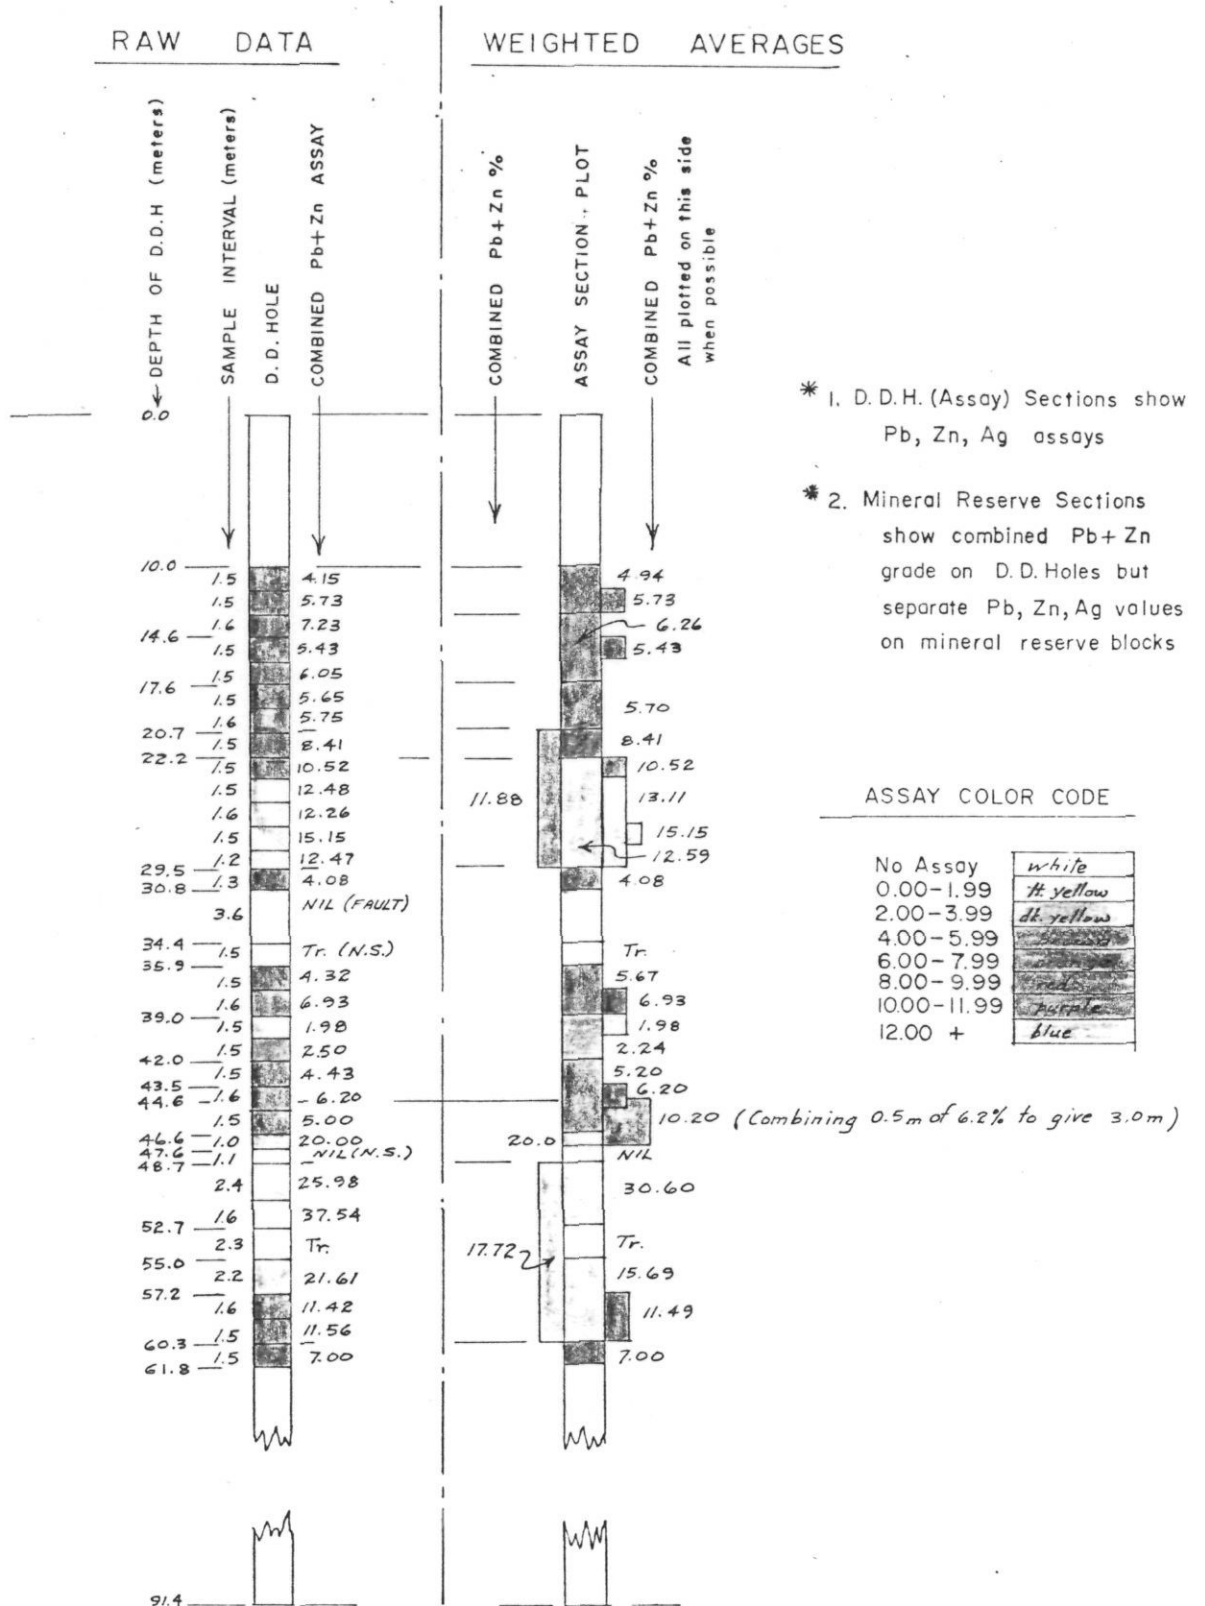 RAW DATA
WEIGHTED AVERAGES
DEPTH OF D.D.H (meters)
SAMPLE INTERVAL (meters)
D. D. HOLE
COMBINED Pb+Zn ASSAY
COMBINED Pb+Zn %
ASSAY SECTION, PLOT
COMBINED Pb+Zn %
All plotted on this side
when possible
0.0
10.0
14.6
17.6
20.7
22.2
29.5
30.8
34.4
35.9
39.0
42.0
43.5
44.6
46.6
47.6
48.7
52.7
55.0
57.2
60.3
61.8
91.4
1.5 4.15
1.5 5.73
1.6 7.23
1.5 5.43
1.5 6.05
1.5 5.65
1.6 5.75
1.5 8.41
1.5 10.52
1.5 12.48
1.6 12.26
1.5 15.15
1.2 12.47
1.3 4.08
3.6 NIL (FAULT)
1.5 Tr. (N.S.)
1.5 4.32
1.6 6.93
1.5 1.98
1.5 2.50
1.5 4.43
1.6 6.20
1.5 5.00
1.0 20.00
1.1 NIL (N.S.)
2.4 25.98
1.6 37.54
2.3 Tr.
2.2 21.61
1.6 11.42
1.5 11.56
1.5 7.00
11.88
20.0
17.72
4.94
5.73
6.26
5.43
5.70
8.41
10.52
13.11
15.15
12.59
4.08
Tr.
5.67
6.93
1.98
2.24
5.20
6.20
10.20 (Combining 0.5m of 6.2% to give 3.0m)
NIL
30.60
Tr.
15.69
11.49
7.00
* 1. D.D.H. (Assay) Sections show
Pb, Zn, Ag assays
* 2. Mineral Reserve Sections
show combined Pb+Zn
grade on D.D. Holes but
separate Pb, Zn, Ag values
on mineral reserve blocks
ASSAY COLOR CODE
No Assay white
0.00-1.99 lt. yellow
2.00-3.99 dk. yellow
4.00-5.99
6.00-7.99 orange
8.00-9.99 red
10.00-11.99 purple
12.00 + blue